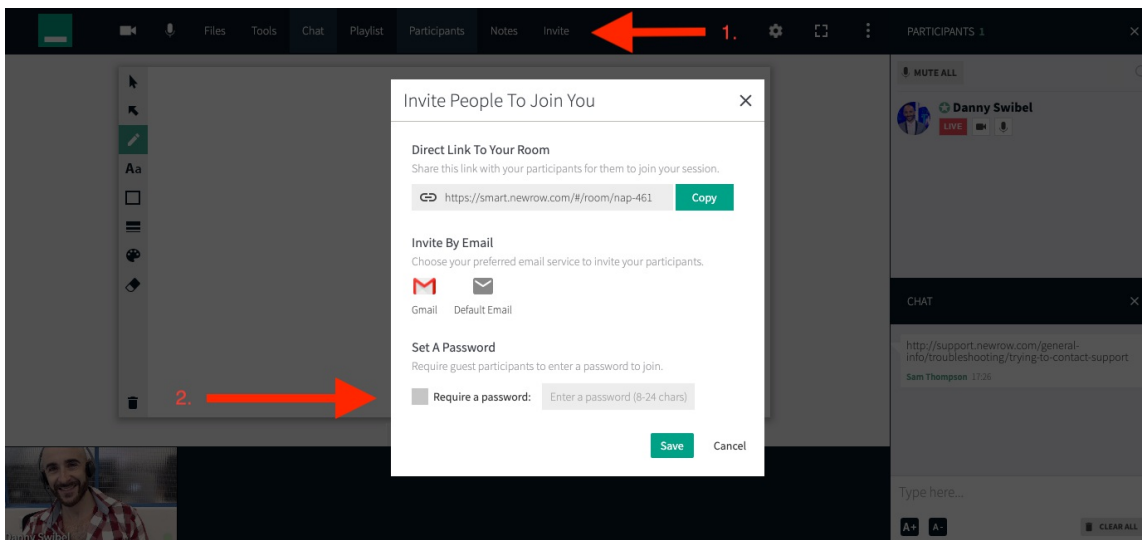 Files Tools Chat Playlist Participants Notes Invite 1. PARTICIPANTS 1
MUTE ALL
Danny Swibel
LIVE
Invite People To Join You
Direct Link To Your Room
Share this link with your participants for them to join your session.
https://smart.newrow.com/#/room/nap-461 Copy
Invite By Email
Choose your preferred email service to invite your participants.
Gmail Default Email
Set A Password
Require guest participants to enter a password to join.
2. Require a password: Enter a password (8-24 chars)
Save Cancel
Aa
CHAT
http://support.newrow.com/general-
info/troubleshooting/trying-to-contact-support
Sam Thompson 17:36
Type here...
A+ A- CLEAR ALL
Danny Swibel